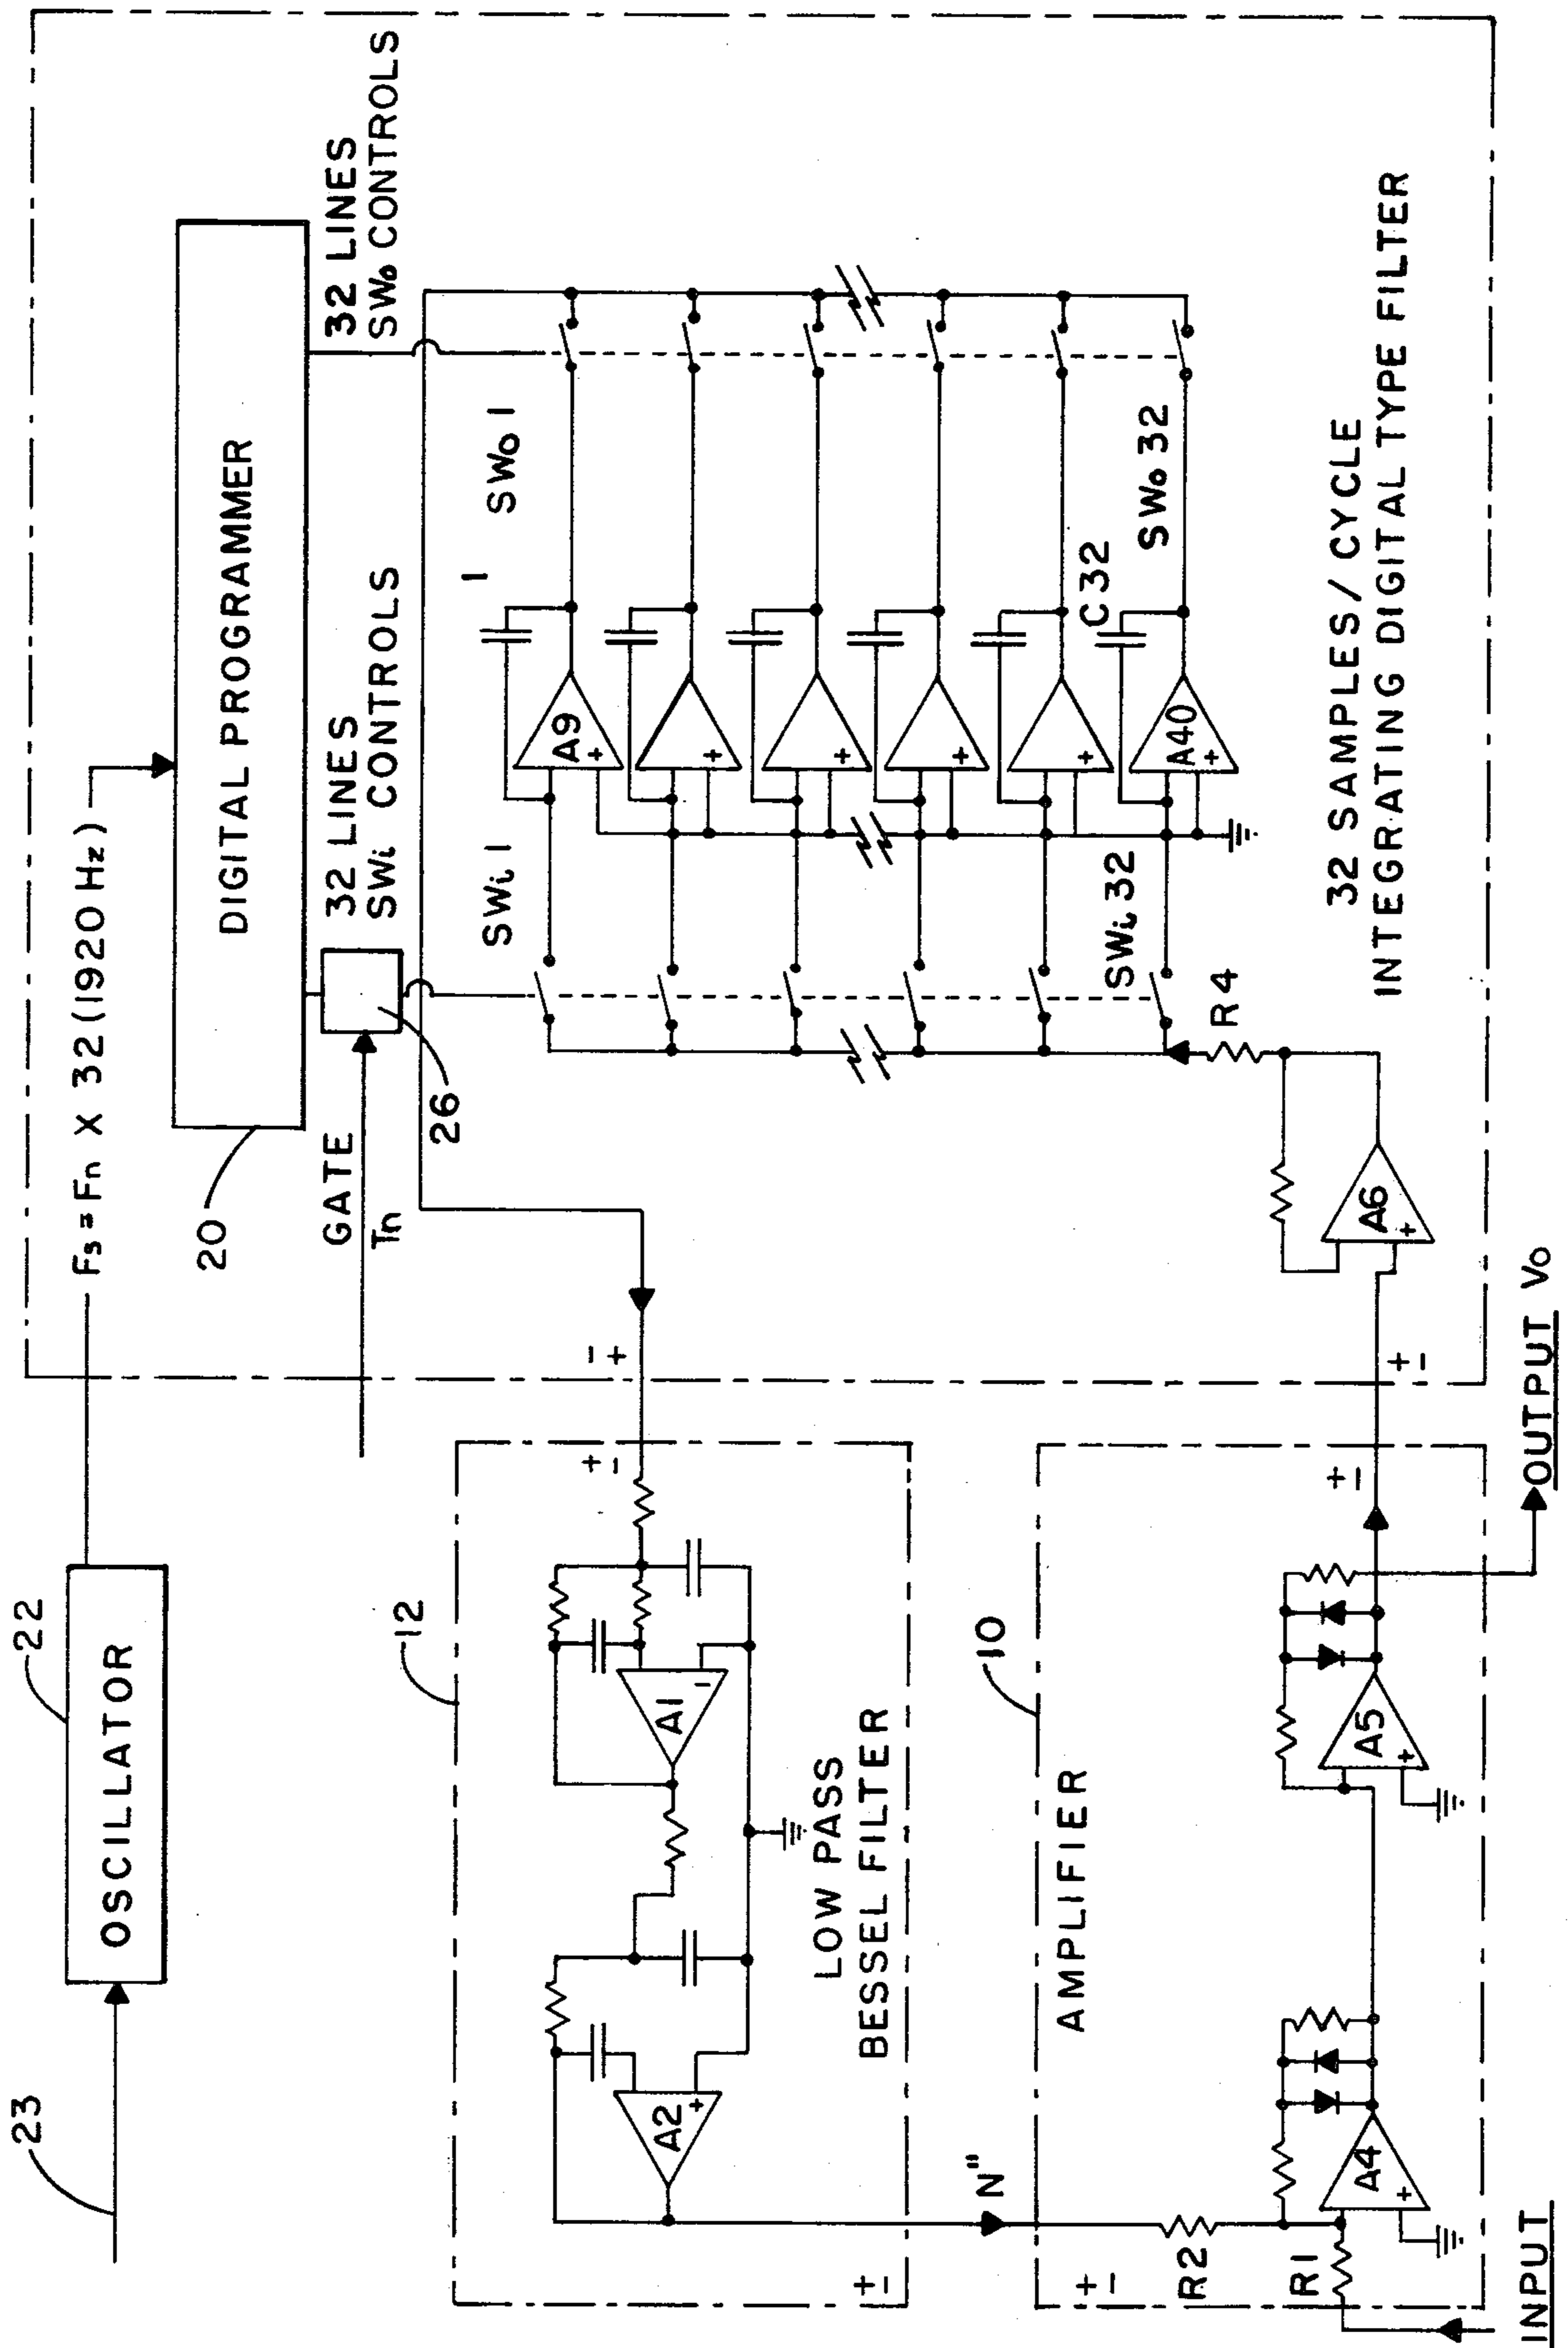 23
22
OSCILLATOR
Fs = Fn X 32 (1920 Hz)
20
DIGITAL PROGRAMMER
GATE
Tn
26
32 LINES
SWi CONTROLS
32 LINES
SWo CONTROLS
SWi 1
A9
+
1
SWo 1
+
+
+
+
C32
SWi 32
A40
+
SWo 32
R4
A6
+
32 SAMPLES/CYCLE
INTEGRATING DIGITAL TYPE FILTER
- +
+ -
12
+ -
A1
-
A2
+
LOW PASS
BESSEL FILTER
+ -
N"
10
AMPLIFIER
+ -
+ -
R2
R1
A4
+
A5
+
INPUT
OUTPUT Vo